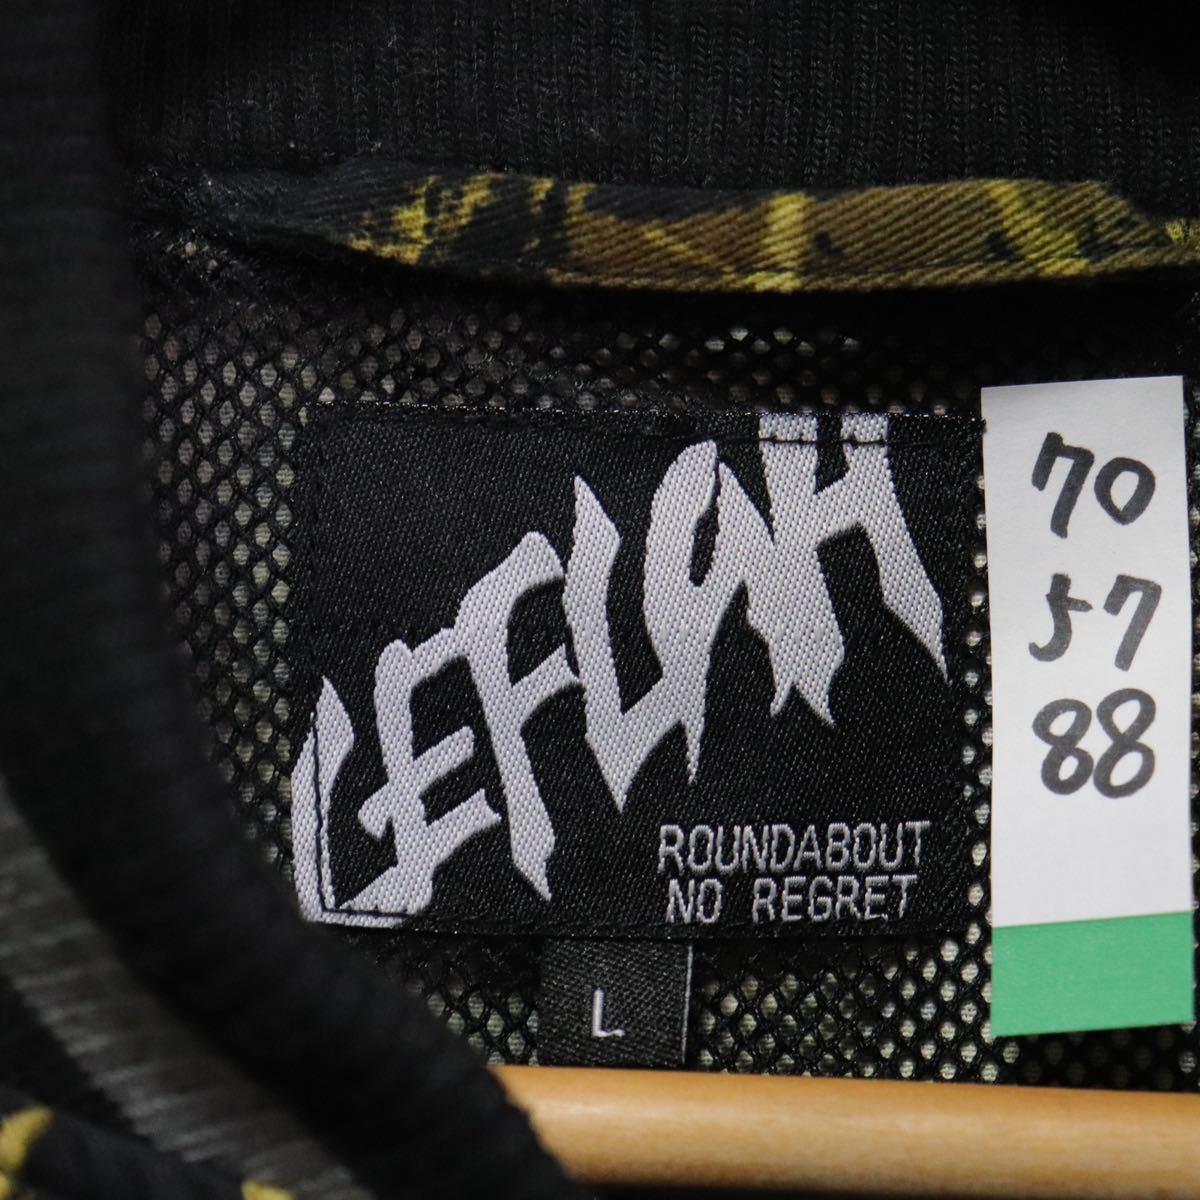 LEFLAH
ROUNDABOUT
NO REGRET
L
70
57
88